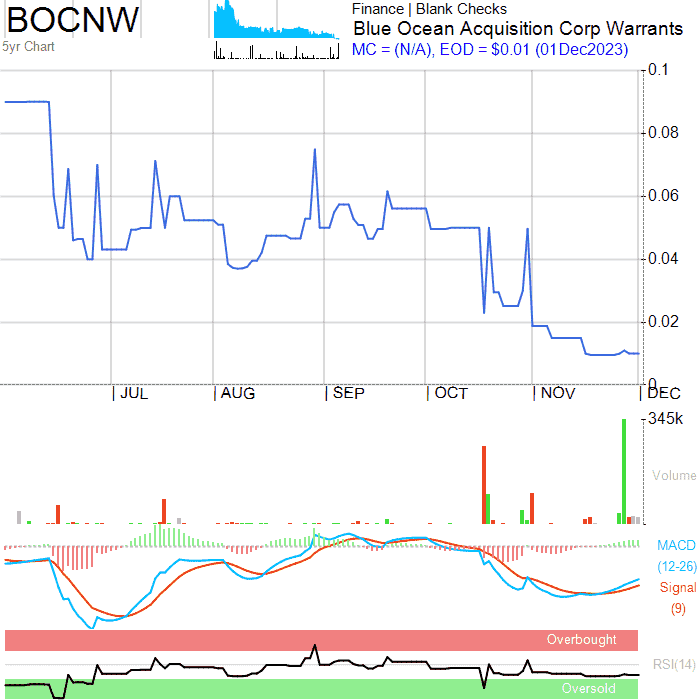 BOCNW
Finance | Blank Checks
Blue Ocean Acquisition Corp Warrants
5yr Chart
MC = (N/A), EOD = $0.01 (01Dec2023)
0.1
0.08
0.06
0.04
0.02
0
| JUL | AUG | SEP | OCT | NOV | DEC
345k
Volume
MACD
(12-26)
Signal
(9)
Overbought
RSI(14)
Oversold